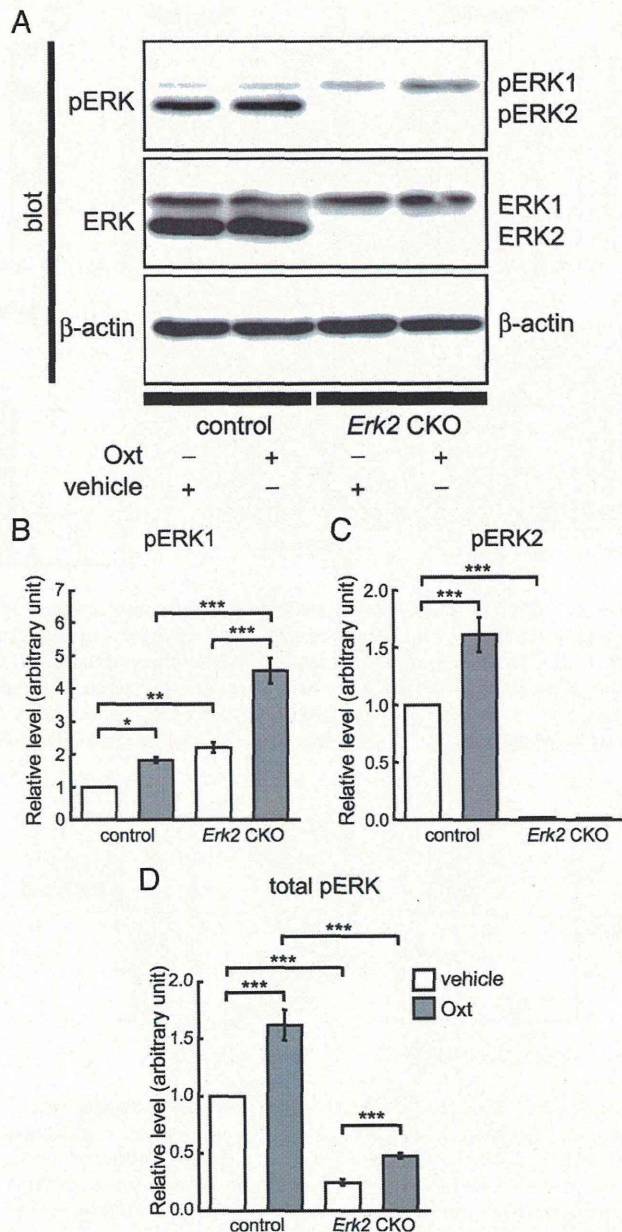 A
blot
pERK
pERK1
pERK2
ERK
ERK1
ERK2
β-actin
β-actin
control
Erk2 CKO
Oxt − + − +
vehicle + − + −
B
pERK1
Relative level (arbitrary unit)
7
6
5
4
3
2
1
0
***
***
**
*
control
Erk2 CKO
C
pERK2
Relative level (arbitrary unit)
2.0
1.5
1.0
0.5
0.0
***
***
control
Erk2 CKO
D
total pERK
Relative level (arbitrary unit)
2.0
1.5
1.0
0.5
0.0
***
***
***
***
vehicle
Oxt
control
Erk2 CKO